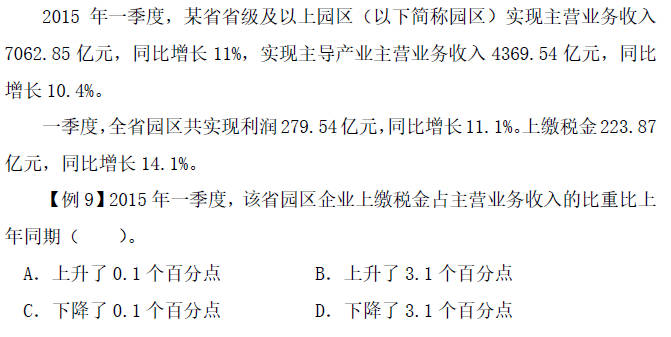 2015 年一季度，某省省级及以上园区（以下简称园区）实现主营业务收入
7062.85 亿元，同比增长 11%，实现主导产业主营业务收入 4369.54 亿元，同比
增长 10.4%。
一季度，全省园区共实现利润 279.54 亿元，同比增长 11.1%。上缴税金 223.87
亿元，同比增长 14.1%。
【例 9】2015 年一季度，该省园区企业上缴税金占主营业务收入的比重比上
年同期（　　）。
A. 上升了 0.1 个百分点　　B. 上升了 3.1 个百分点
C. 下降了 0.1 个百分点　　D. 下降了 3.1 个百分点